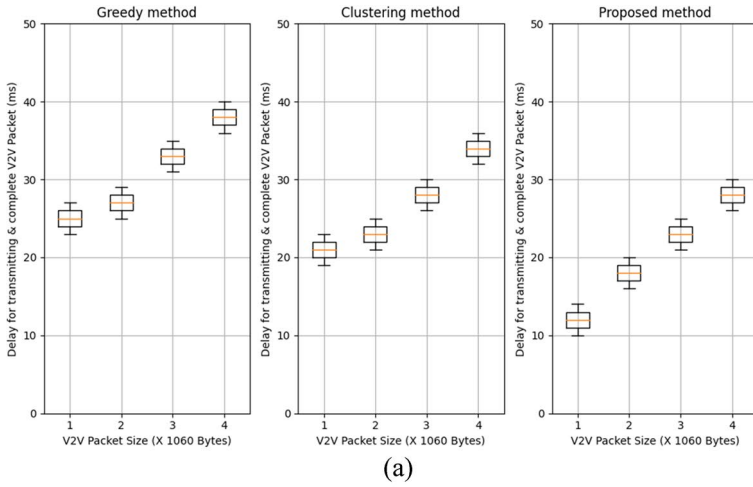 Greedy method
50
40
30
20
10
0
Delay for transmitting & complete V2V Packet (ms)
1 2 3 4
V2V Packet Size (X 1060 Bytes)
Clustering method
50
40
30
20
10
0
Delay for transmitting & complete V2V Packet (ms)
1 2 3 4
V2V Packet Size (X 1060 Bytes)
Proposed method
50
40
30
20
10
0
Delay for transmitting & complete V2V Packet (ms)
1 2 3 4
V2V Packet Size (X 1060 Bytes)
(a)